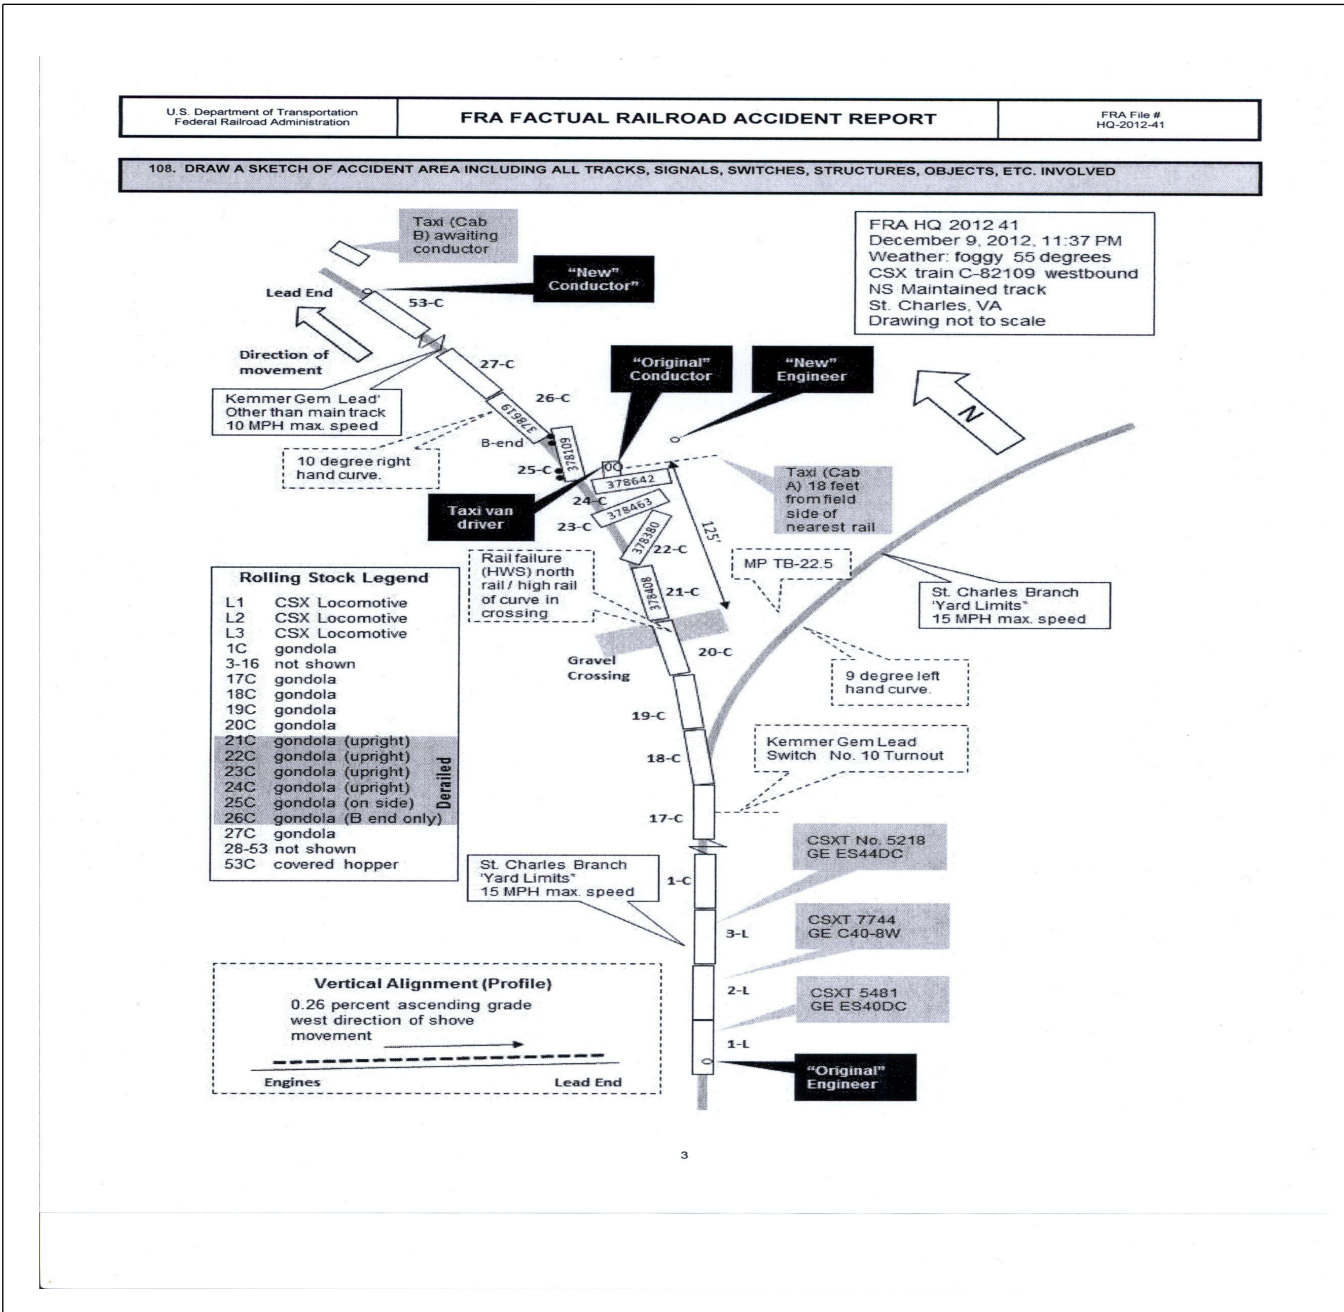 U.S. Department of Transportation
Federal Railroad Administration
FRA FACTUAL RAILROAD ACCIDENT REPORT
FRA File #
HQ-2012-41
108. DRAW A SKETCH OF ACCIDENT AREA INCLUDING ALL TRACKS, SIGNALS, SWITCHES, STRUCTURES, OBJECTS, ETC. INVOLVED
Taxi (Cab
B) awaiting
conductor
FRA HQ 2012 41
December 9, 2012, 11:37 PM
Weather: foggy 55 degrees
CSX train C-82109 westbound
NS Maintained track
St. Charles, VA
Drawing not to scale
"New"
Conductor"
Lead End
53-C
Direction of
movement
27-C
"Original"
Conductor
"New"
Engineer
N
Kemmer Gem Lead'
Other than main track
10 MPH max. speed
26-C
378619
B-end
378109
10 degree right
hand curve.
25-C
378642
Taxi (Cab
A) 18 feet
from field
side of
nearest rail
Taxi van
driver
24-C
378463
23-C
378380
22-C
125'
Rail failure
(HWS) north
rail / high rail
of curve in
crossing
MP TB-22.5
378408
21-C
St. Charles Branch
'Yard Limits"
15 MPH max. speed
Rolling Stock Legend
L1 CSX Locomotive
L2 CSX Locomotive
L3 CSX Locomotive
1C gondola
3-16 not shown
17C gondola
18C gondola
19C gondola
20C gondola
21C gondola (upright)
22C gondola (upright)
23C gondola (upright)
24C gondola (upright)
25C gondola (on side)
26C gondola (B end only)
Derailed
27C gondola
28-53 not shown
53C covered hopper
20-C
Gravel
Crossing
9 degree left
hand curve.
19-C
Kemmer Gem Lead
Switch No. 10 Turnout
18-C
17-C
CSXT No. 5218
GE ES44DC
St. Charles Branch
'Yard Limits"
15 MPH max. speed
1-C
3-L
CSXT 7744
GE C40-8W
2-L
CSXT 5481
GE ES40DC
1-L
"Original"
Engineer
Vertical Alignment (Profile)
0.26 percent ascending grade
west direction of shove
movement
Engines
Lead End
3